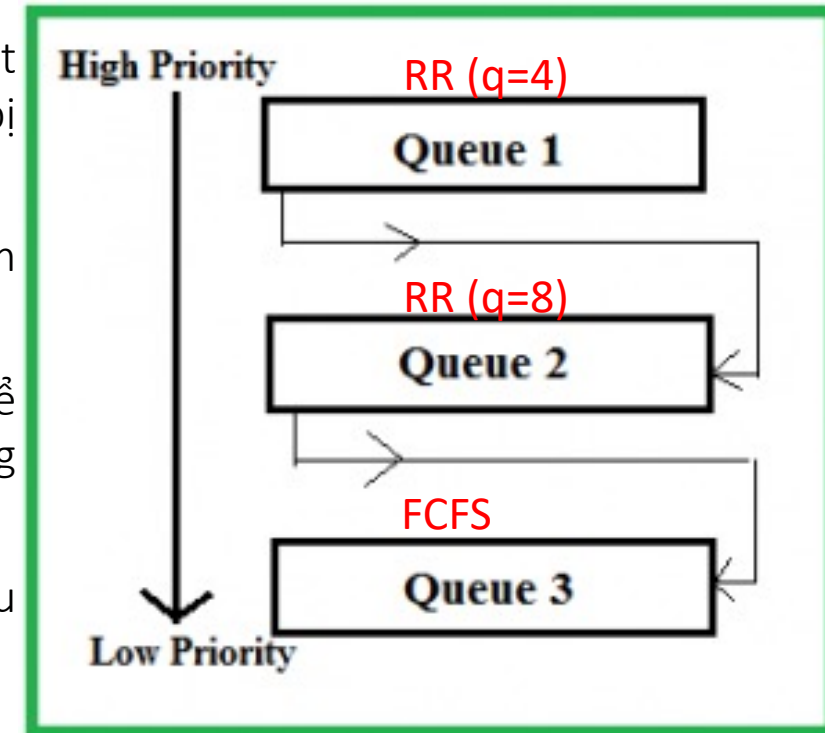 High Priority
RR (q=4)
Queue 1
RR (q=8)
Queue 2
FCFS
Queue 3
Low Priority